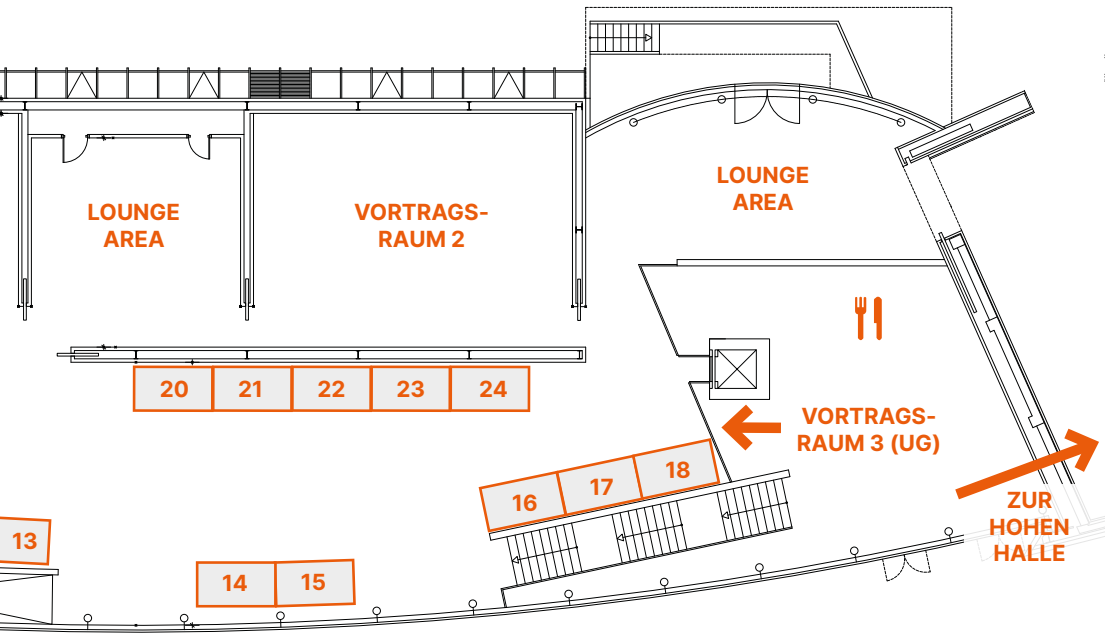 LOUNGE
AREA
VORTRAGS-
RAUM 2
LOUNGE
AREA
20
21
22
23
24
VORTRAGS-
RAUM 3 (UG)
16
17
18
ZUR
HOHEN
HALLE
13
14
15